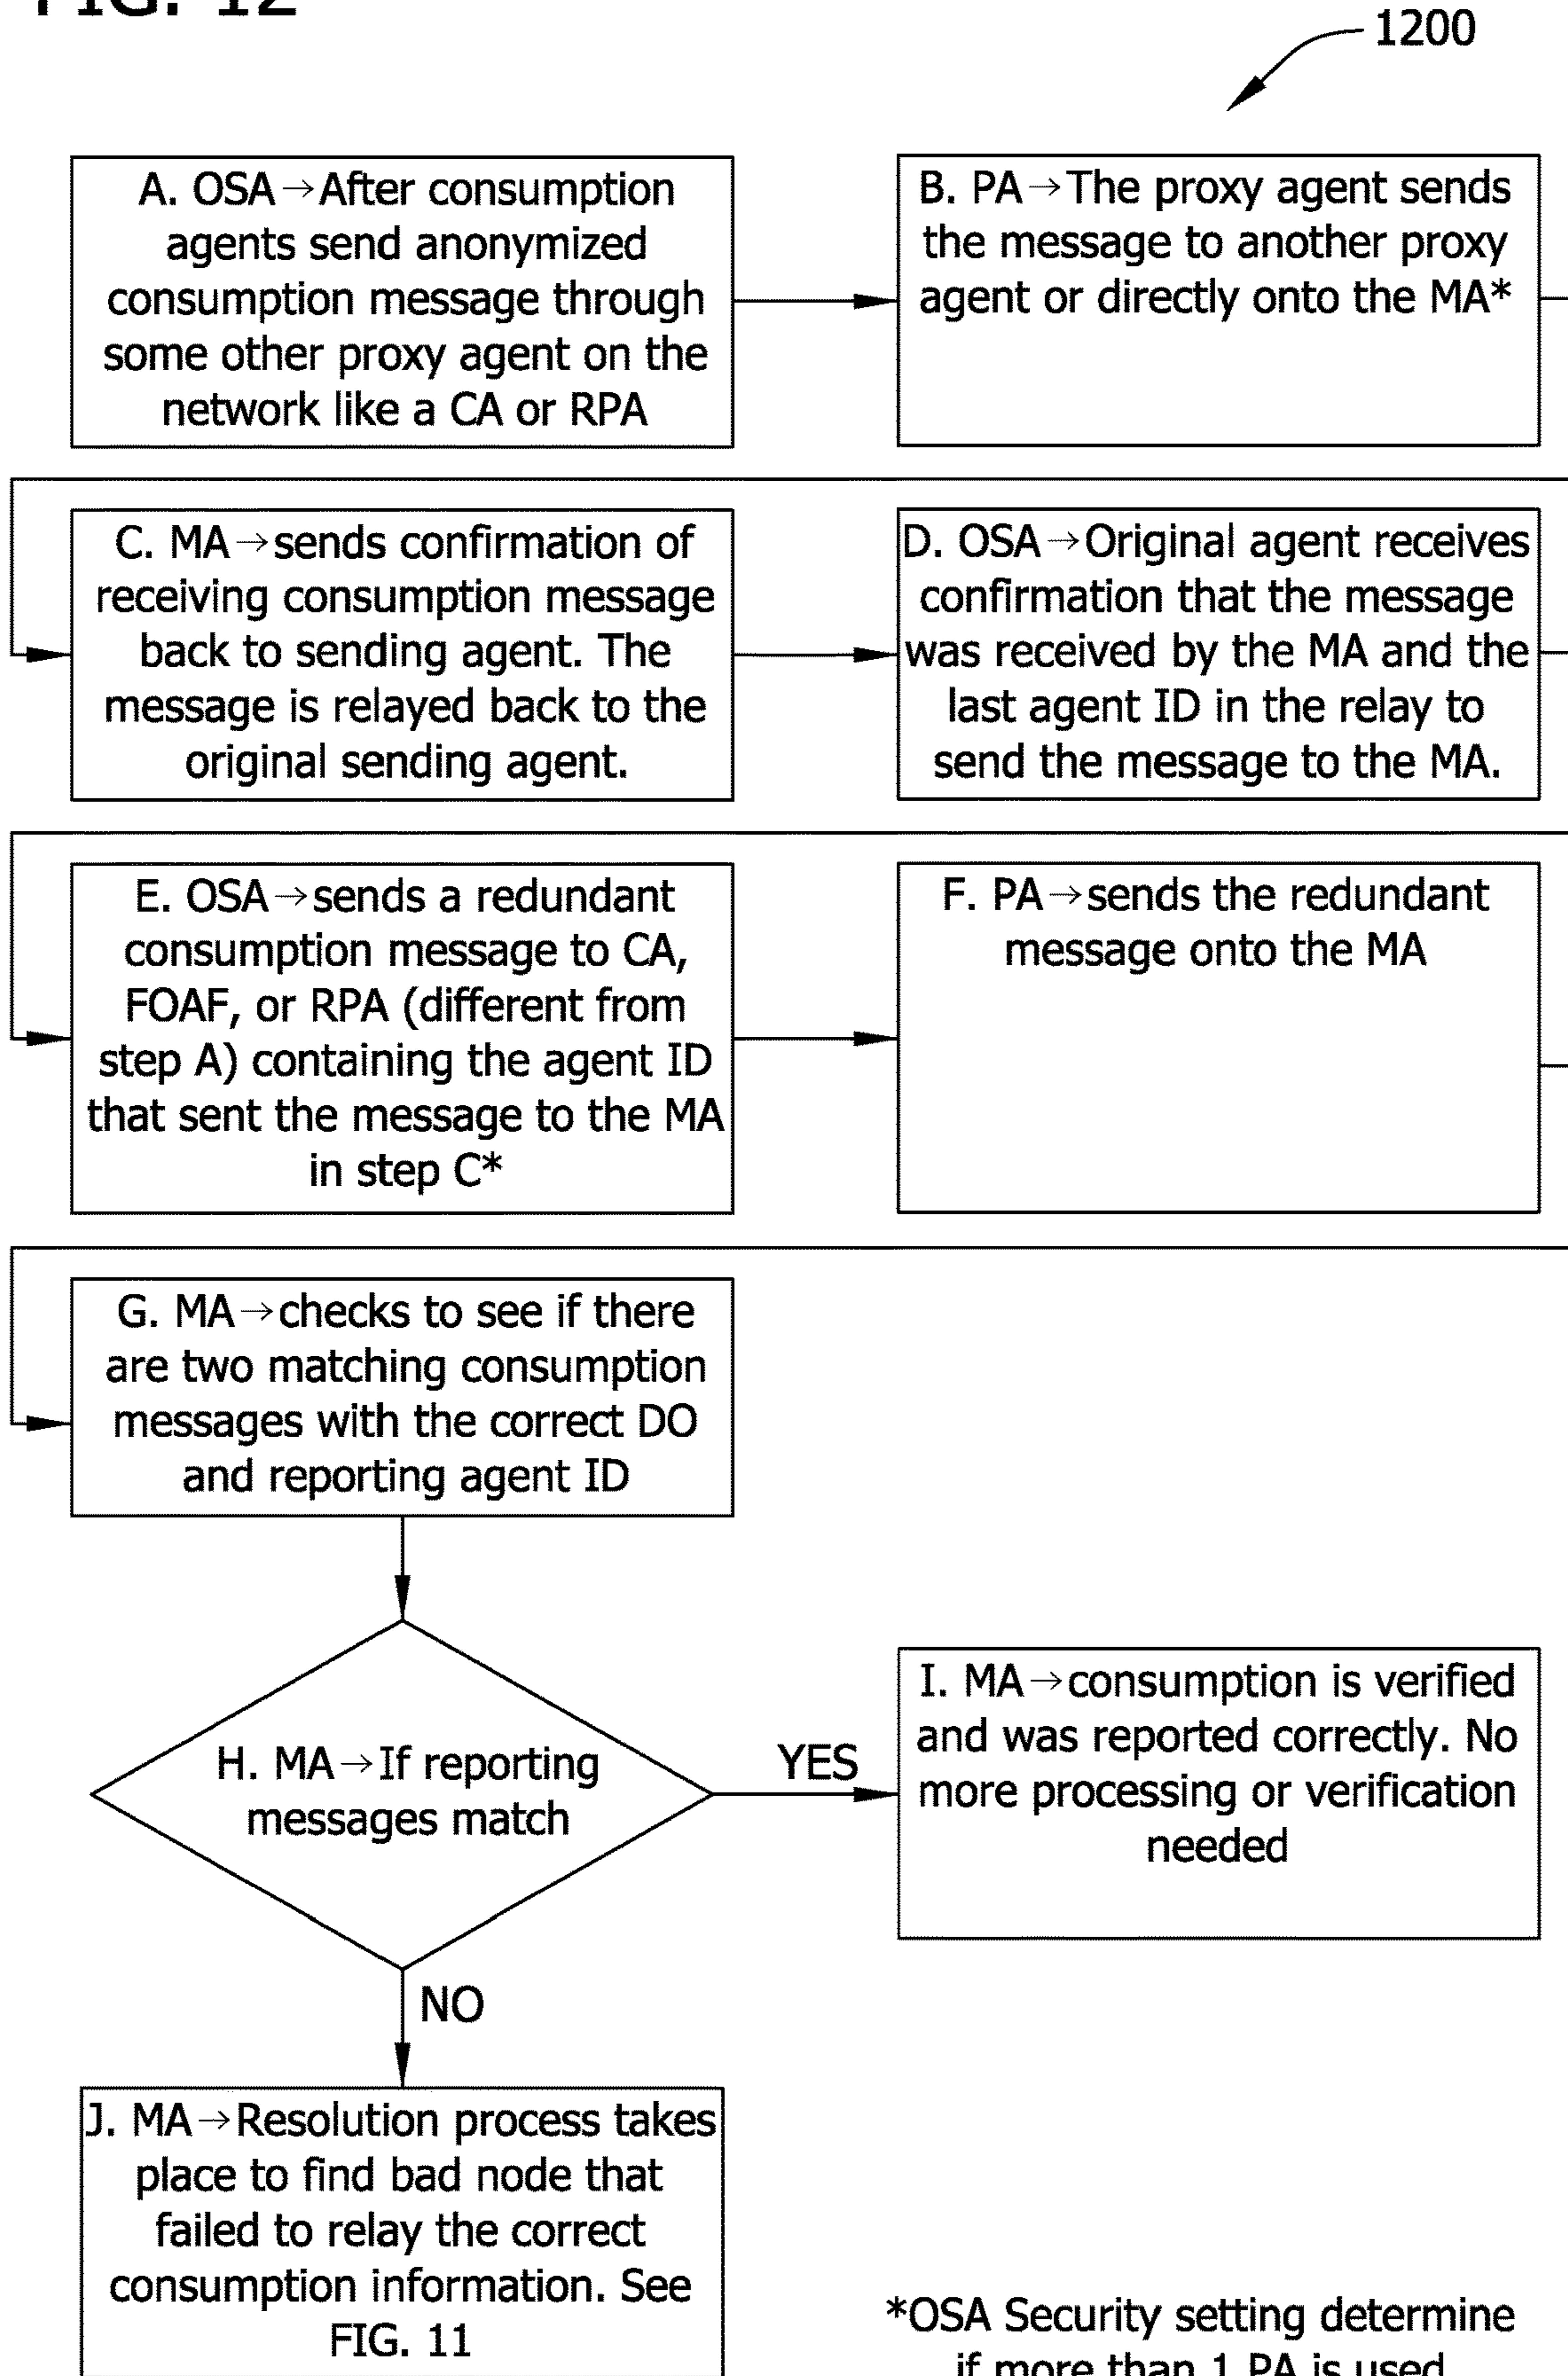 FIG. 12
1200
A. OSA→After consumption
agents send anonymized
consumption message through
some other proxy agent on the
network like a CA or RPA
B. PA→The proxy agent sends
the message to another proxy
agent or directly onto the MA*
C. MA→sends confirmation of
receiving consumption message
back to sending agent. The
message is relayed back to the
original sending agent.
D. OSA→Original agent receives
confirmation that the message
was received by the MA and the
last agent ID in the relay to
send the message to the MA.
E. OSA→sends a redundant
consumption message to CA,
FOAF, or RPA (different from
step A) containing the agent ID
that sent the message to the MA
in step C*
F. PA→sends the redundant
message onto the MA
G. MA→checks to see if there
are two matching consumption
messages with the correct DO
and reporting agent ID
H. MA→If reporting
messages match
YES
I. MA→consumption is verified
and was reported correctly. No
more processing or verification
needed
NO
J. MA→Resolution process takes
place to find bad node that
failed to relay the correct
consumption information. See
FIG. 11
*OSA Security setting determine
if more than 1 PA is used